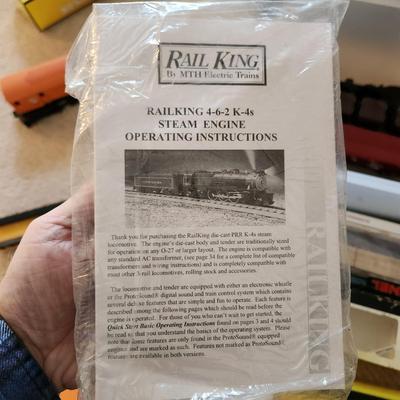 RAIL KING
By MTH Electric Trains
RAILKING 4-6-2 K-4s
STEAM ENGINE
OPERATING INSTRUCTIONS
Thank you for purchasing the RailKing die-cast PRR K-4s steam
locomotive. The engine's die-cast body and tender are traditionally sized
for operation on any O-27 or larger layout. The engine is compatible with
any standard AC transformer, (see page 34 for a complete list of compatible
transformers and wiring instructions) and is completely compatible with
most other 3-rail locomotives, rolling stock and accessories.
The locomotive and tender are equipped with either an electronic whistle
or the ProtoSound® digital sound and train control system which contains
several deluxe features that are simple and fun to operate. Each feature is
described among the following pages which should be read before the
engine is operated. For those of you who can't wait to get started, the
Quick Start Basic Operating Instructions found on pages 3 and 4 should
be read so that you understand the basics of operating the system. Please
note that some features are only found in the ProtoSound® equipped
engines and are marked as such. Features not marked as ProtoSound®
features are available in both versions.